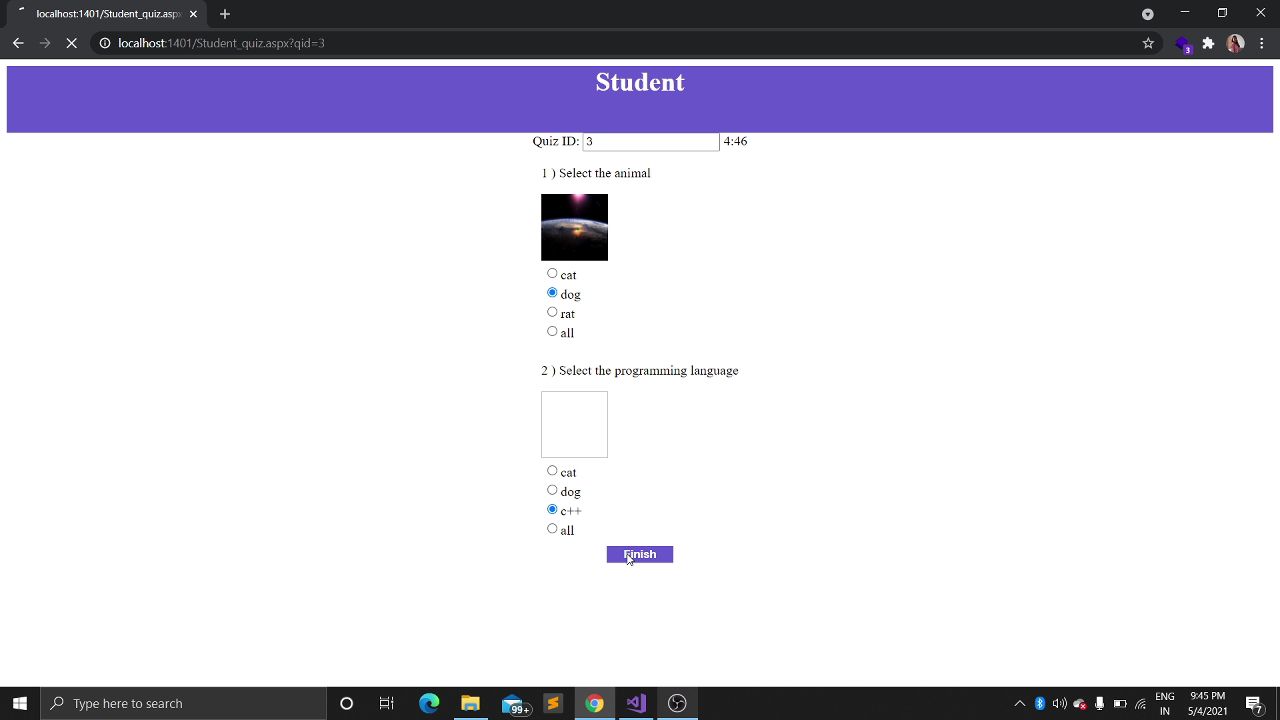 localhost:1401/Student_quiz.asp
localhost:1401/Student_quiz.aspx?qid=3
3
Student
Quiz ID: 3 4:46
1 ) Select the animal
cat
dog
rat
all
2 ) Select the programming language
cat
dog
c++
all
Finish
Type here to search
99+
ENG
IN
9:45 PM
5/4/2021
7